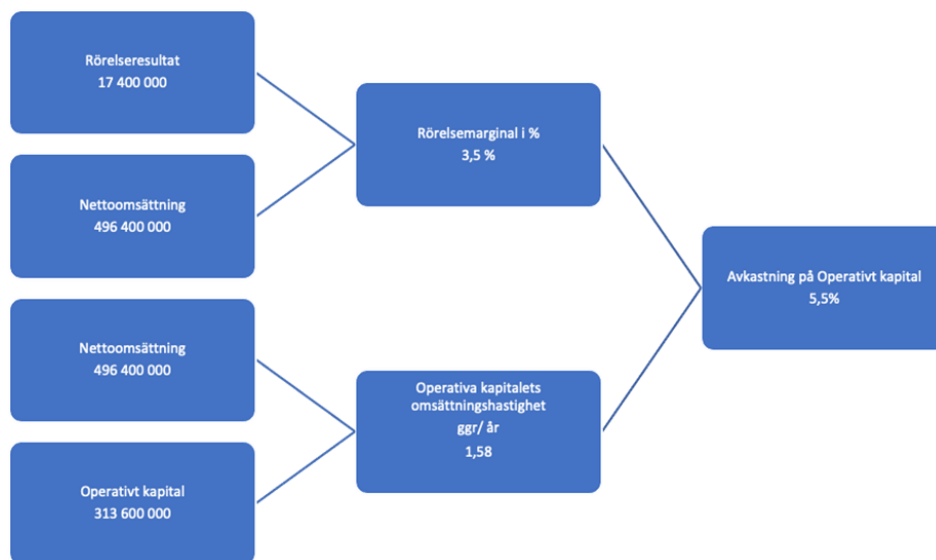 Rörelseresultat
17 400 000
Nettoomsättning
496 400 000
Rörelsemarginal i %
3,5 %
Nettoomsättning
496 400 000
Operativt kapital
313 600 000
Operativa kapitalets
omsättningshastighet
ggr/ år
1,58
Avkastning på Operativt kapital
5,5%